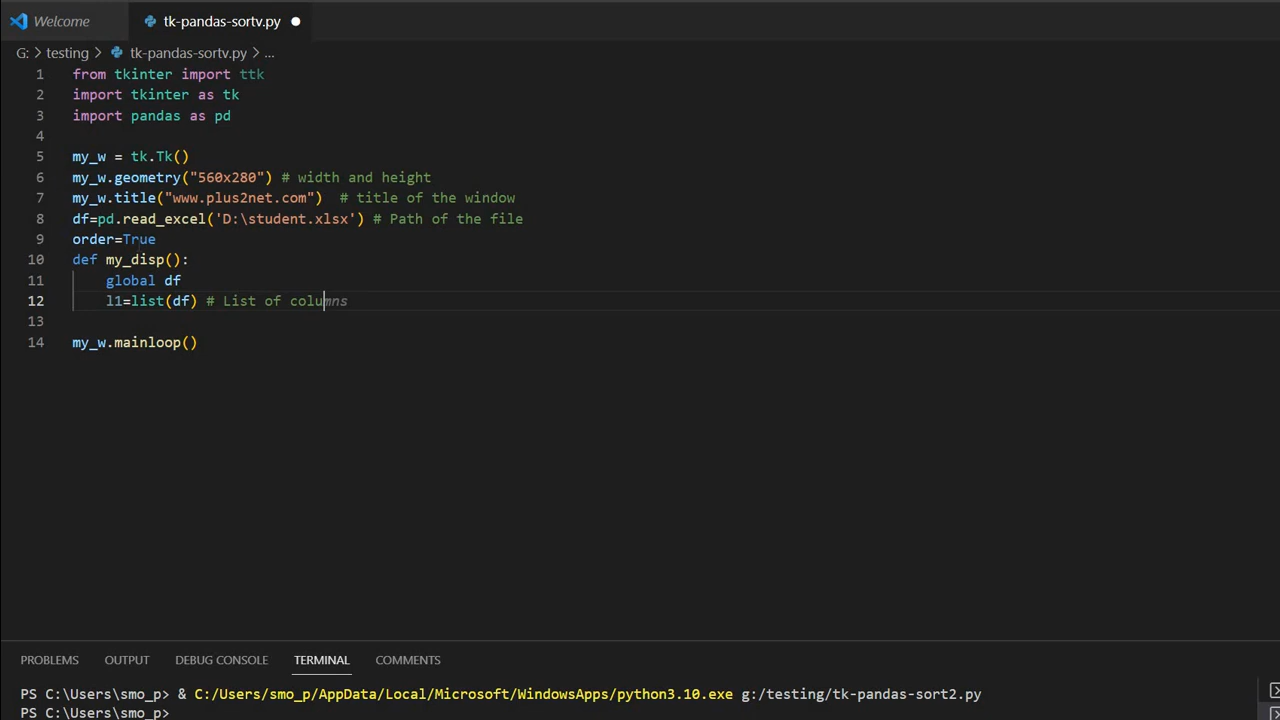 Welcome tk-pandas-sortv.py
G: > testing > tk-pandas-sortv.py > ...
1 from tkinter import ttk
2 import tkinter as tk
3 import pandas as pd
4
5 my_w = tk.Tk()
6 my_w.geometry("560x280") # width and height
7 my_w.title("www.plus2net.com")  # title of the window
8 df=pd.read_excel('D:\student.xlsx') # Path of the file
9 order=True
10 def my_disp():
11     global df
12     l1=list(df) # List of columns
13
14 my_w.mainloop()
PROBLEMS OUTPUT DEBUG CONSOLE TERMINAL COMMENTS
PS C:\Users\smo_p> & C:/Users/smo_p/AppData/Local/Microsoft/WindowsApps/python3.10.exe g:/testing/tk-pandas-sort2.py
PS C:\Users\smo_p>